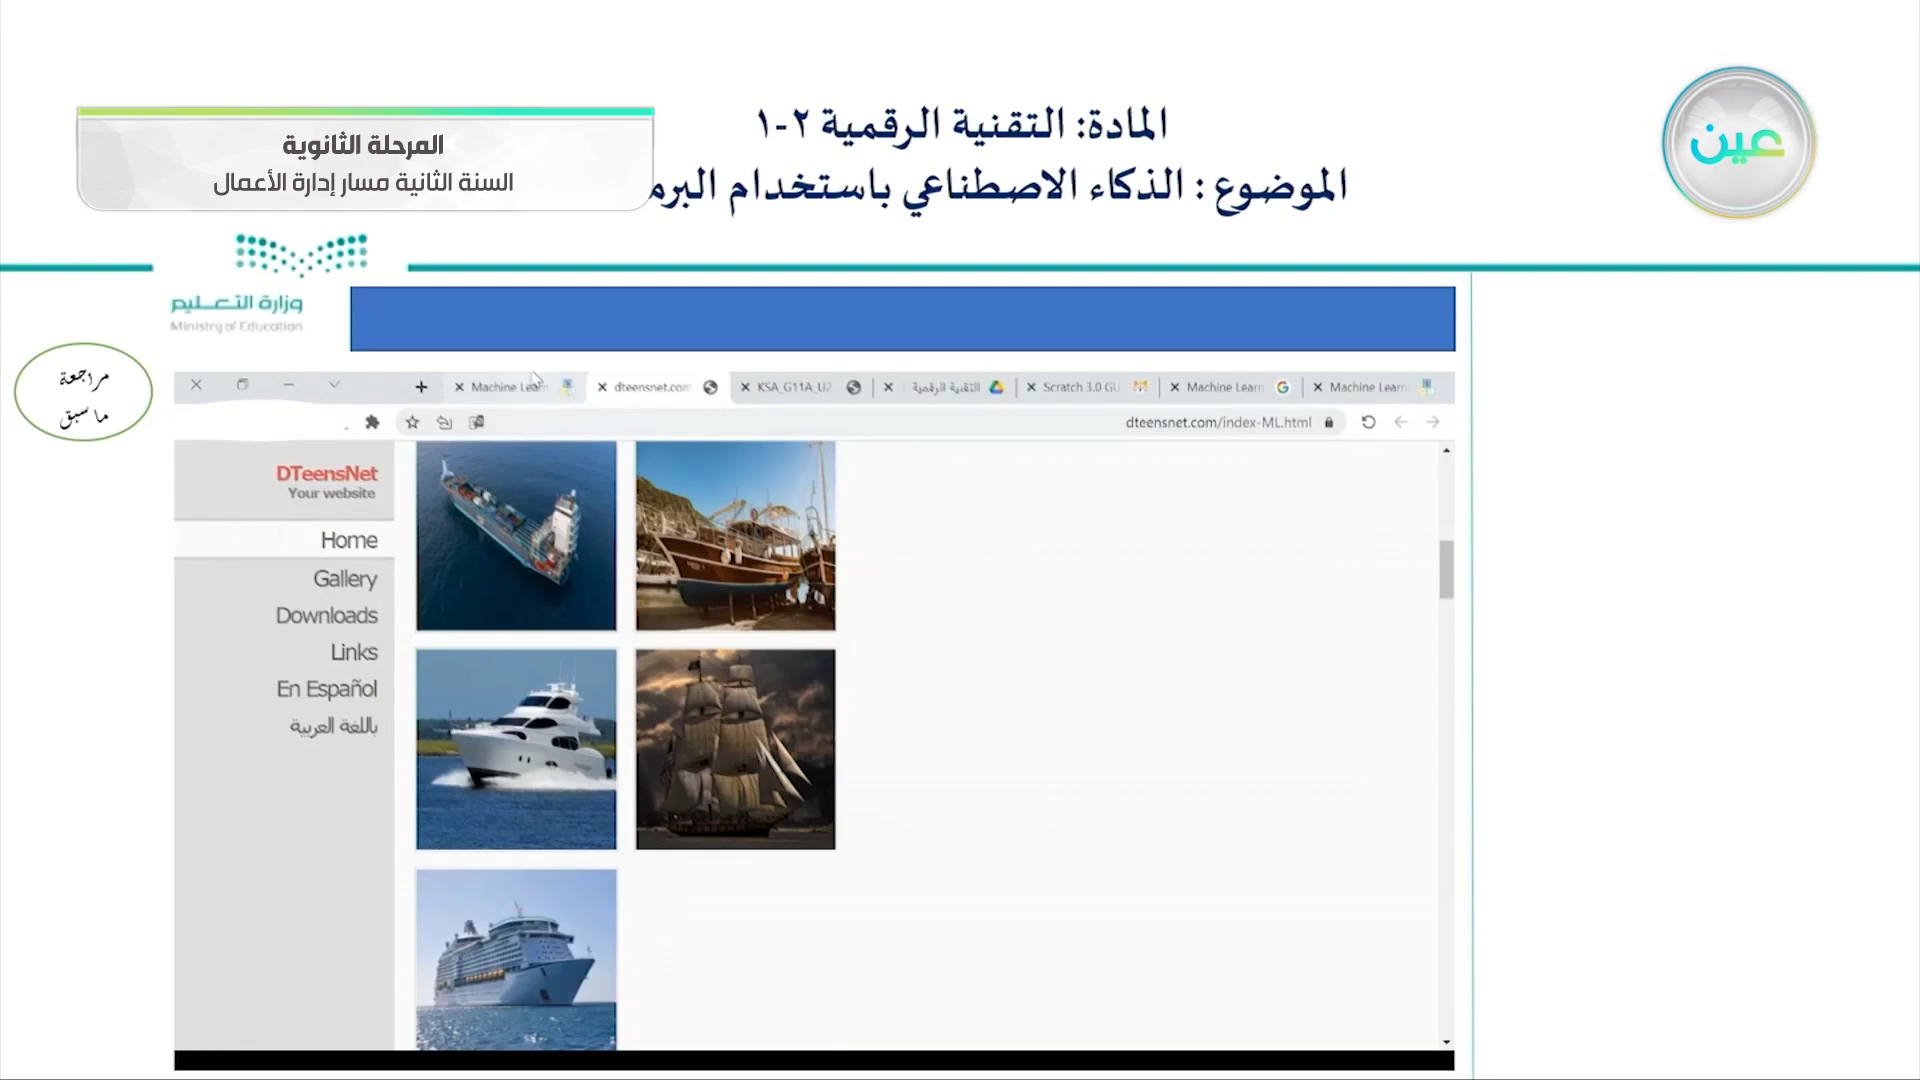 المادة: التقنية الرقمية ٢-١
الموضوع : الذكاء الاصطناعي باستخدام البرم
المرحلة الثانوية
السنة الثانية مسار إدارة الأعمال
عين
وزارة التعـــليم
Ministry of Education
مراجعة
ما سبق
Machine Learn
dteensnet.com
KSA_G11A_U2
التقنية الرقمية
Scratch 3.0 GU
Machine Learn
Machine Learn
dteensnet.com/index-ML.html
DTeensNet
Your website
Home
Gallery
Downloads
Links
En Español
باللغة العربية